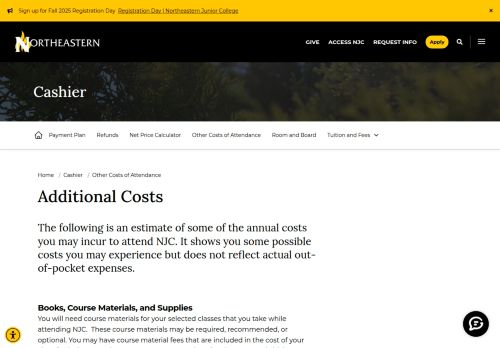 Sign up for Fall 2025 Registration Day Registration Day | Northeastern Junior College ×
NORTHEASTERN GIVE ACCESS NJC REQUEST INFO Apply
Cashier
Payment Plan Refunds Net Price Calculator Other Costs of Attendance Room and Board Tuition and Fees
Home / Cashier / Other Costs of Attendance
Additional Costs
The following is an estimate of some of the annual costs
you may incur to attend NJC. It shows you some possible
costs you may experience but does not reflect actual out-
of-pocket expenses.
Books, Course Materials, and Supplies
You will need course materials for your selected classes that you take while
attending NJC.  These course materials may be required, recommended, or
optional. You may have course material fees that are included in the cost of your